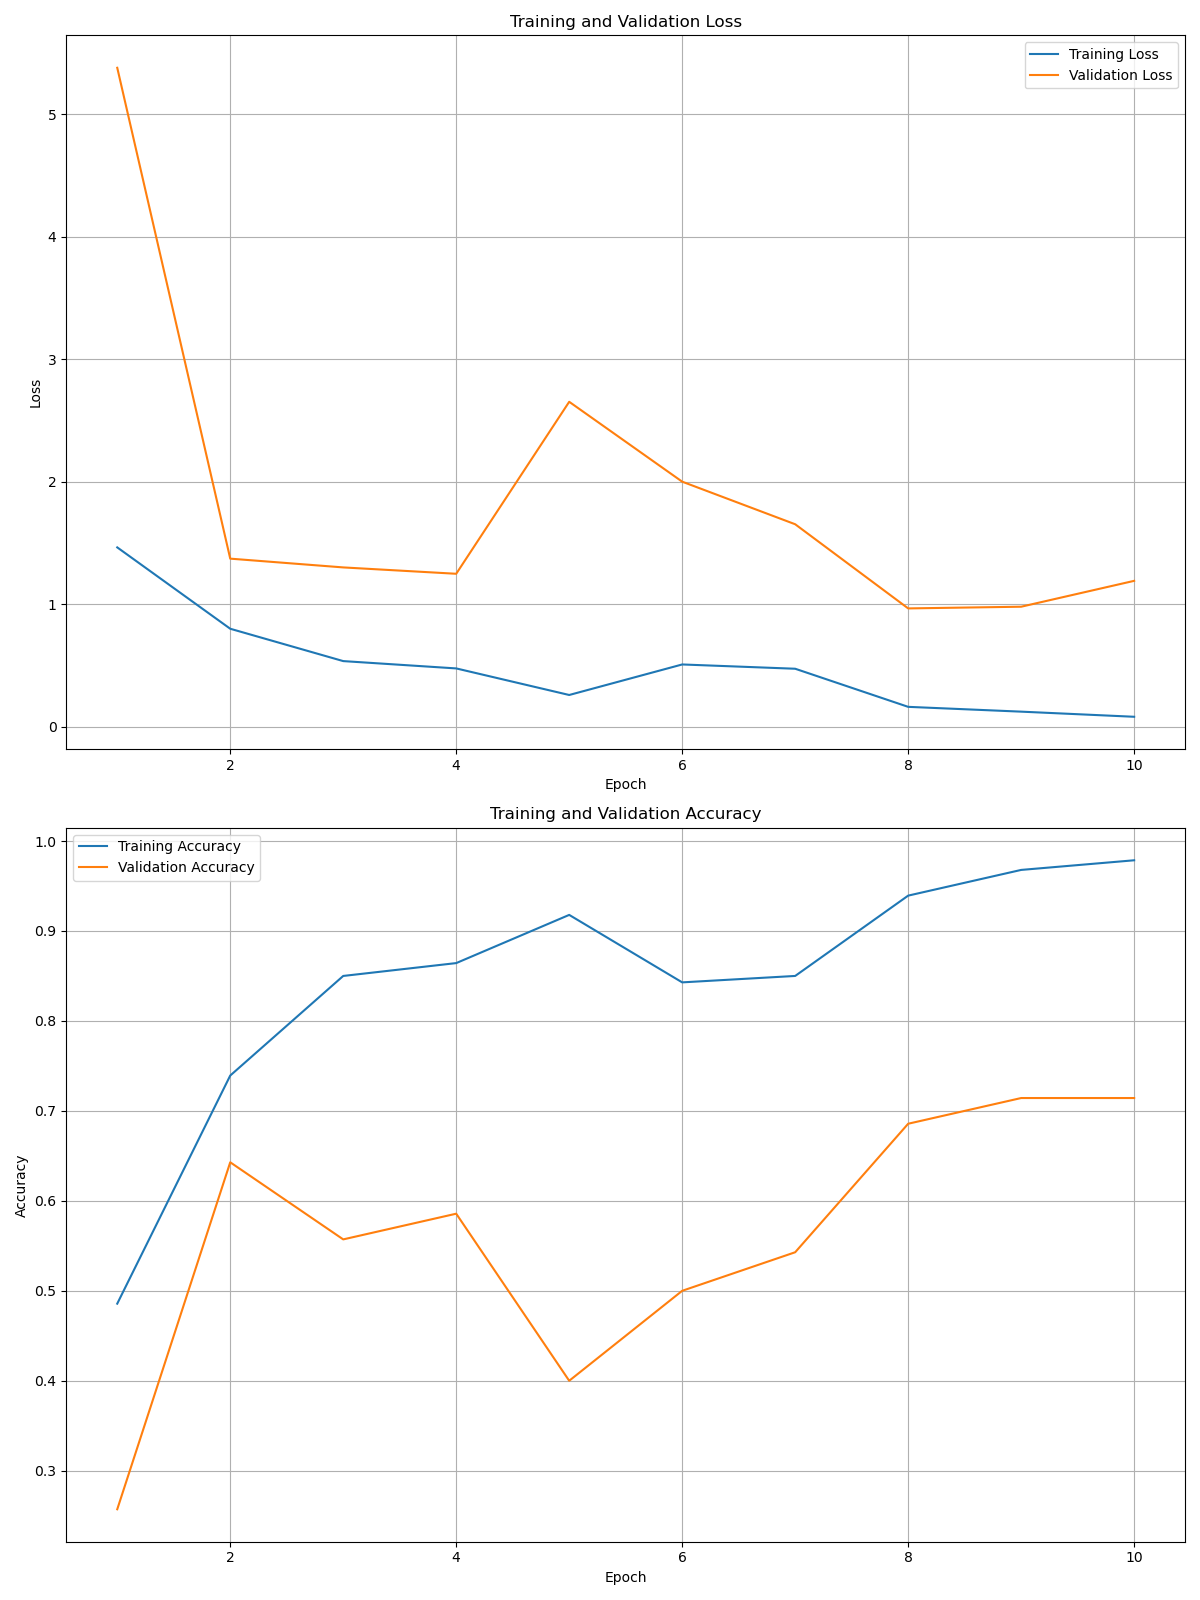 Training and Validation Loss
Training Loss
Validation Loss
5
4
3
2
1
0
Loss
2 4 6 8 10
Epoch
Training and Validation Accuracy
Training Accuracy
Validation Accuracy
1.0
0.9
0.8
0.7
0.6
0.5
0.4
0.3
Accuracy
2 4 6 8 10
Epoch